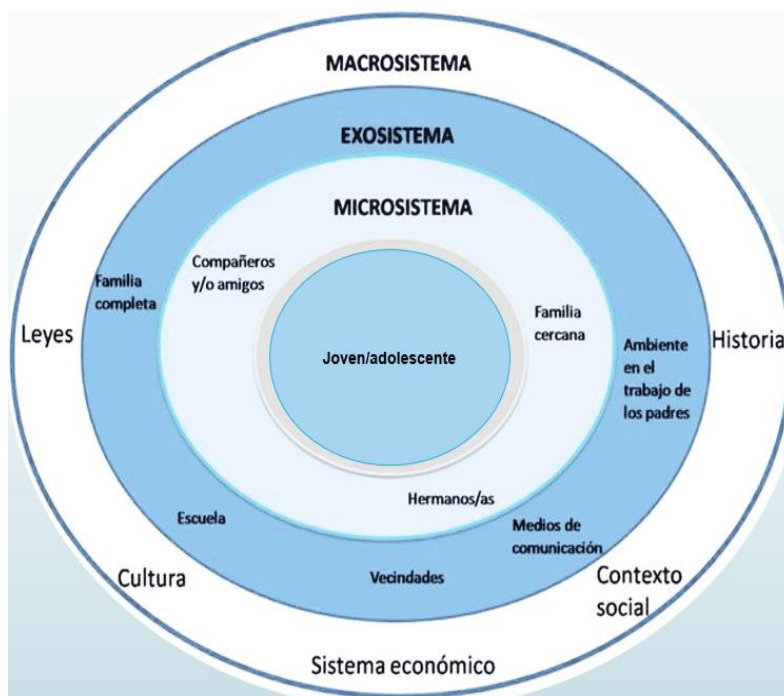 MACROSISTEMA
EXOSISTEMA
MICROSISTEMA
Compañeros
y/o amigos
Familia
completa
Familia
cercana
Leyes
Joven/adolescente
Historia
Ambiente
en el
trabajo de
los padres
Hermanos/as
Escuela
Medios de
comunicación
Vecindades
Cultura
Contexto
social
Sistema económico